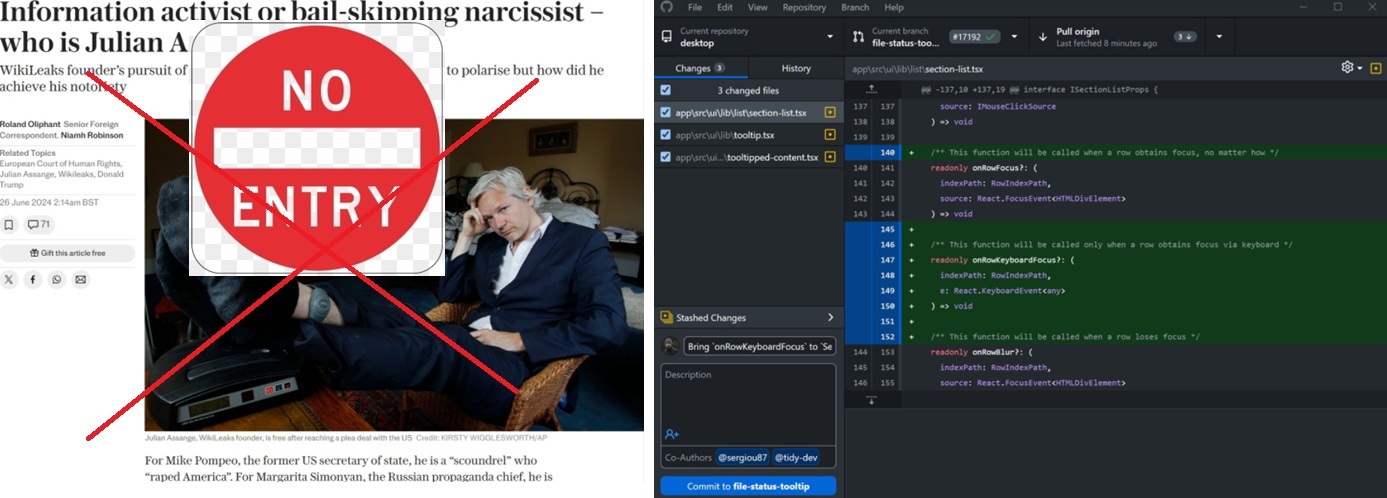 Information activist or bail-skipping narcissist –
who is Julian A
WikiLeaks founder's pursuit of
to polarise but how did he
achieve his notoriety
NO
ENTRY
Roland Oliphant Senior Foreign
Correspondent. Niamh Robinson
Related Topics
European Court of Human Rights,
Julian Assange, Wikileaks, Donald
Trump
26 June 2024 2:14am BST
71
Gift this article free
Julian Assange, WikiLeaks founder, is free after reaching a plea deal with the US Credit: KIRSTY WIGGLESWORTH/AP
For Mike Pompeo, the former US secretary of state, he is a “scoundrel” who
“raped America”. For Margarita Simonyan, the Russian propaganda chief, he is
File Edit View Repository Branch Help
Current repository
desktop
Current branch
file-status-too...
#17192
Pull origin
Last fetched 8 minutes ago
3
Changes 3
History
3 changed files
app\src\ui\lib\list\section-list.tsx
app\src\ui\lib\tooltip.tsx
app\src\ui...\tooltipped-content.tsx
Stashed Changes
Bring `onRowKeyboardFocus` to `Se
Description
Co-Authors @sergiou87 @tidy-dev
Commit to file-status-tooltip
app\src\ui\lib\list\section-list.tsx
@@ -137,10 +137,19 @@ interface ISectionListProps {
137 137 source: IMouseClickSource
138 138 ) => void
139 139
140 + /** This function will be called when a row obtains focus, no matter how */
140 141 readonly onRowFocus?: (
141 142 indexPath: RowIndexPath,
142 143 source: React.FocusEvent<HTMLDivElement>
143 144 ) => void
145 +
146 + /** This function will be called only when a row obtains focus via keyboard */
147 + readonly onRowKeyboardFocus?: (
148 + indexPath: RowIndexPath,
149 + e: React.KeyboardEvent<any>
150 + ) => void
151 +
152 + /** This function will be called when a row loses focus */
144 153 readonly onRowBlur?: (
145 154 indexPath: RowIndexPath,
146 155 source: React.FocusEvent<HTMLDivElement>